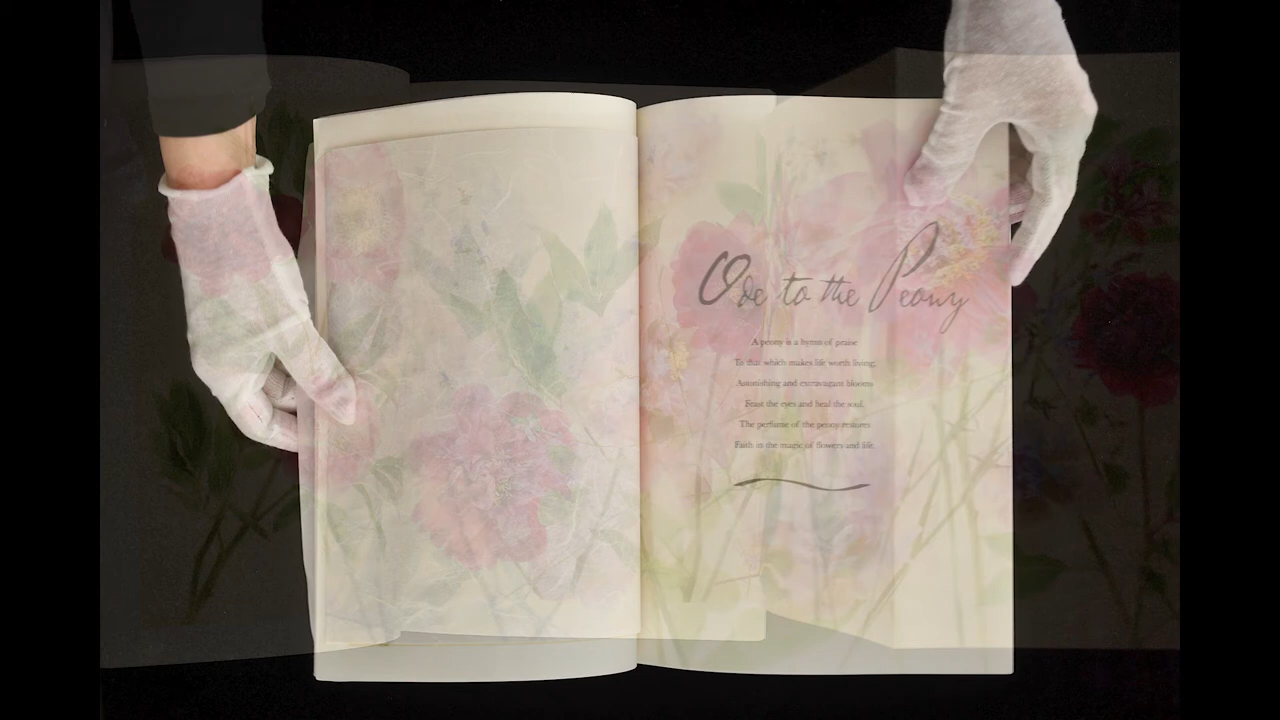 Ode to the Peony
A peony is a hymn of praise
To that which makes life worth living;
Astonishing and extravagant blooms
Feast the eyes and heal the soul.
The perfume of the peony restores
Faith in the magic of flowers and life.